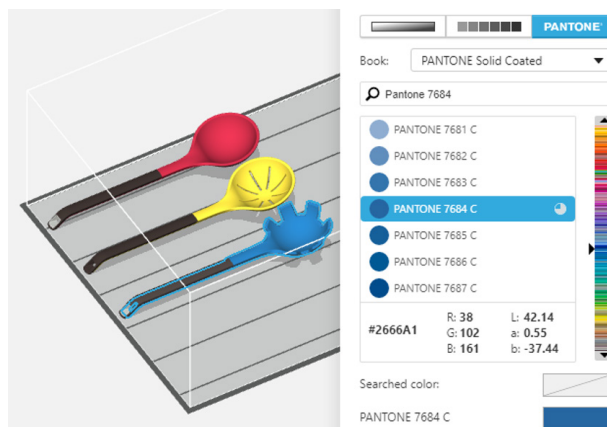 PANTONE®
Book: PANTONE Solid Coated
Pantone 7684
PANTONE 7681 C
PANTONE 7682 C
PANTONE 7683 C
PANTONE 7684 C
PANTONE 7685 C
PANTONE 7686 C
PANTONE 7687 C
R: 38 L: 42.14
#2666A1 G: 102 a: 0.55
B: 161 b: -37.44
Searched color:
PANTONE 7684 C